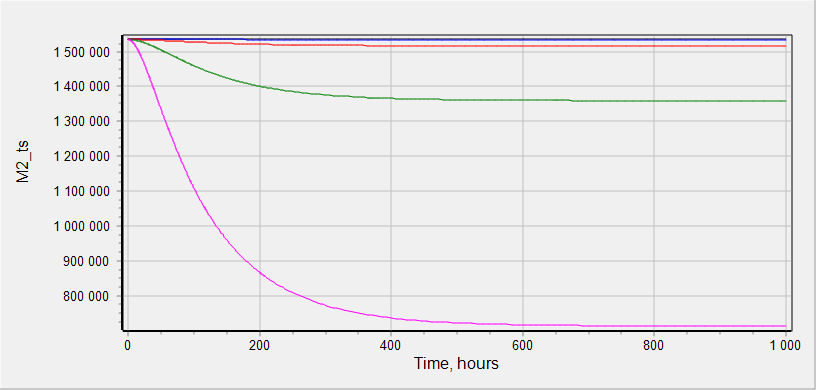 1 500 000
1 400 000
1 300 000
1 200 000
1 100 000
1 000 000
900 000
800 000
M2_ts
0 200 400 600 800 1 000
Time, hours